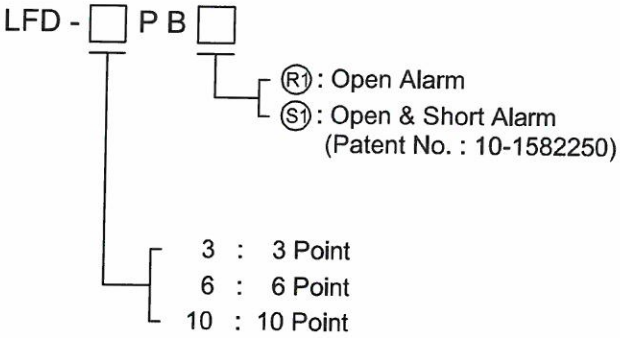 LFD - □ P B □
R1 : Open Alarm
S1 : Open & Short Alarm
(Patent No. : 10-1582250)
3 : 3 Point
6 : 6 Point
10 : 10 Point